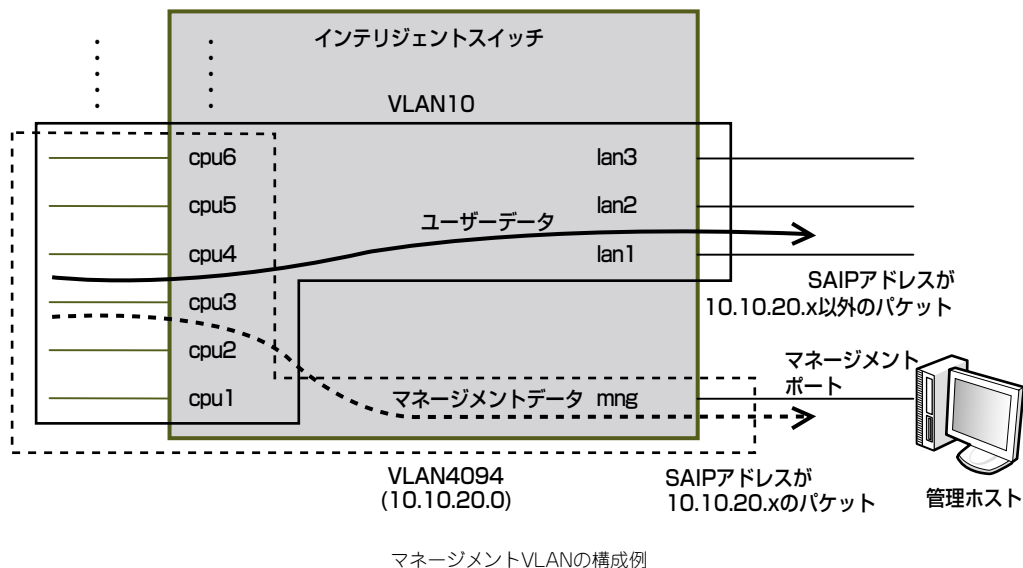 インテリジェントスイッチ
VLAN10
cpu6
lan3
cpu5
lan2
ユーザーデータ
cpu4
lan1
SAIPアドレスが
10.10.20.x以外のパケット
cpu3
cpu2
マネージメント
ポート
cpu1
マネージメントデータ
mng
VLAN4094
(10.10.20.0)
SAIPアドレスが
10.10.20.xのパケット
管理ホスト
マネージメントVLANの構成例